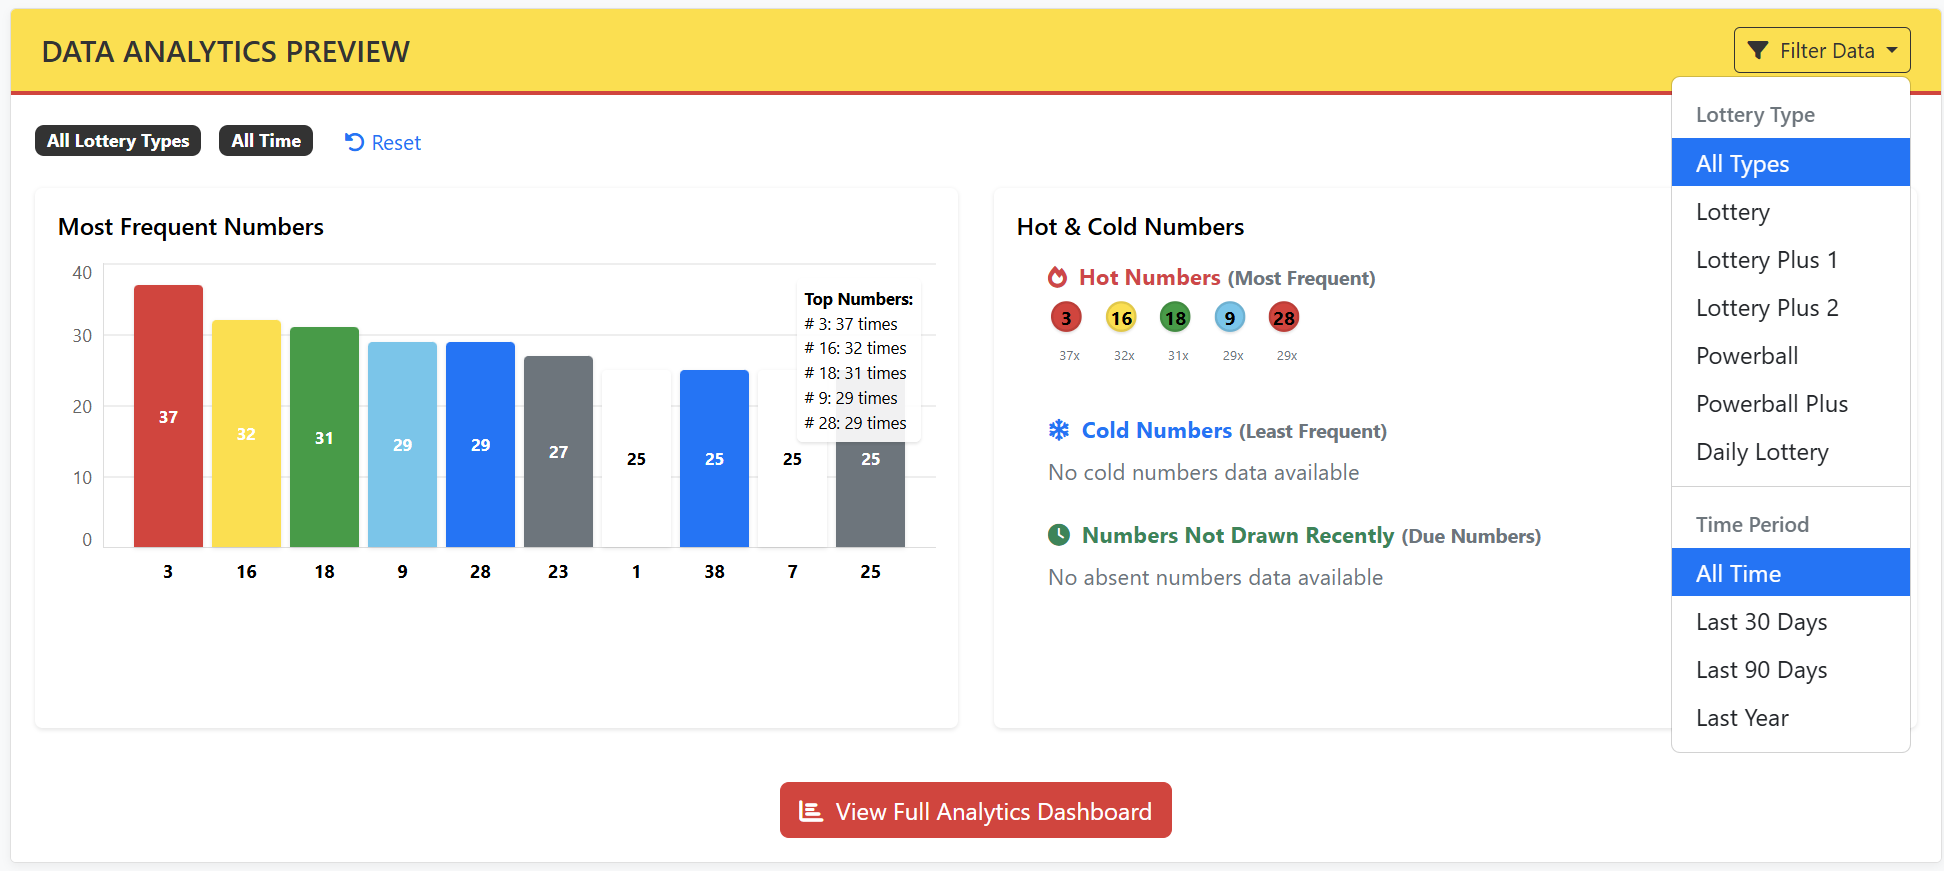 DATA ANALYTICS PREVIEW
Filter Data
All Lottery Types
All Time
Reset
Most Frequent Numbers
40
30
20
10
0
37
32
31
29
29
27
25
25
25
25
3
16
18
9
28
23
1
38
7
25
Top Numbers:
# 3: 37 times
# 16: 32 times
# 18: 31 times
# 9: 29 times
# 28: 29 times
Hot & Cold Numbers
Hot Numbers (Most Frequent)
3 16 18 9 28
37x 32x 31x 29x 29x
Cold Numbers (Least Frequent)
No cold numbers data available
Numbers Not Drawn Recently (Due Numbers)
No absent numbers data available
Lottery Type
All Types
Lottery
Lottery Plus 1
Lottery Plus 2
Powerball
Powerball Plus
Daily Lottery
Time Period
All Time
Last 30 Days
Last 90 Days
Last Year
View Full Analytics Dashboard